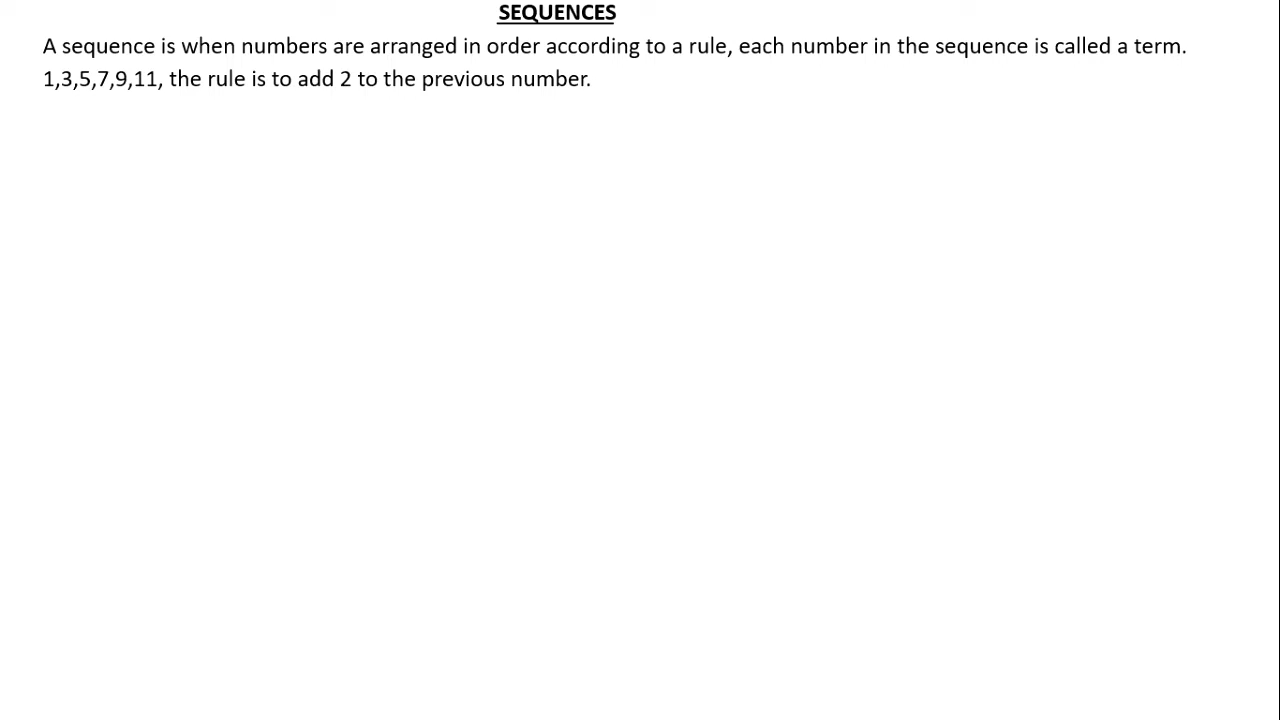 SEQUENCES
A sequence is when numbers are arranged in order according to a rule, each number in the sequence is called a term.
1,3,5,7,9,11, the rule is to add 2 to the previous number.